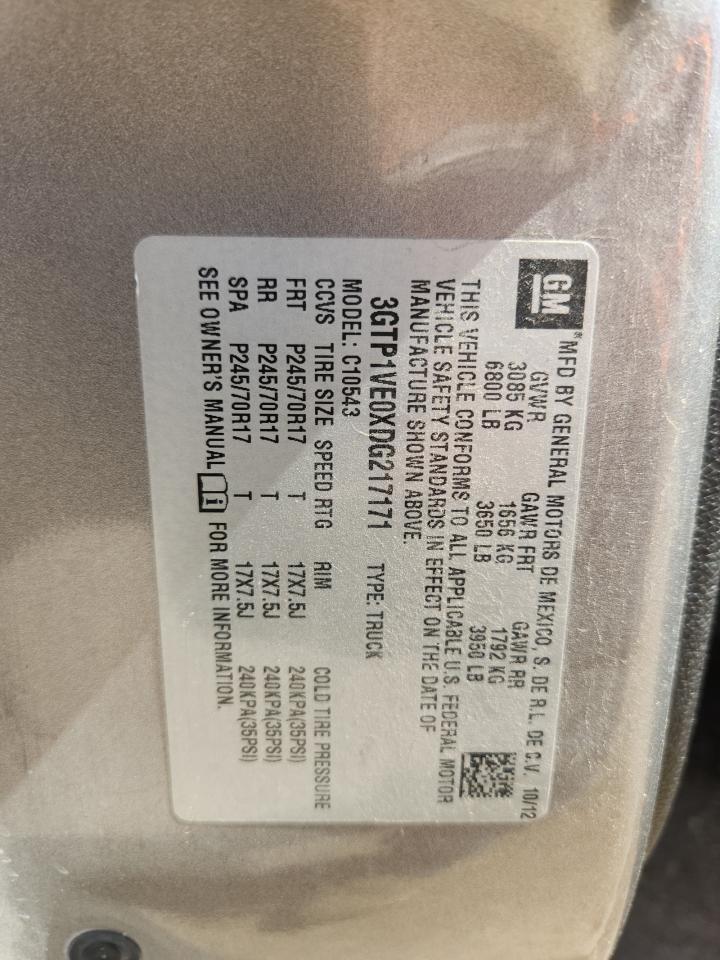 GM® MFD BY GENERAL MOTORS DE MEXICO, S. DE R.L. DE C.V. 10/12
GVWR GAWR FRT GAWR RR
3085 KG 1656 KG 1792 KG
6800 LB 3650 LB 3950 LB
THIS VEHICLE CONFORMS TO ALL APPLICABLE U.S. FEDERAL MOTOR
VEHICLE SAFETY STANDARDS IN EFFECT ON THE DATE OF
MANUFACTURE SHOWN ABOVE.
3GTP1VE0XDG217171 TYPE: TRUCK
MODEL: C10543
CCVS TIRE SIZE SPEED RTG RIM COLD TIRE PRESSURE
FRT P245/70R17 T 17X7.5J 240KPA(35PSI)
RR P245/70R17 T 17X7.5J 240KPA(35PSI)
SPA P245/70R17 T 17X7.5J 240KPA(35PSI)
SEE OWNER'S MANUAL i FOR MORE INFORMATION.